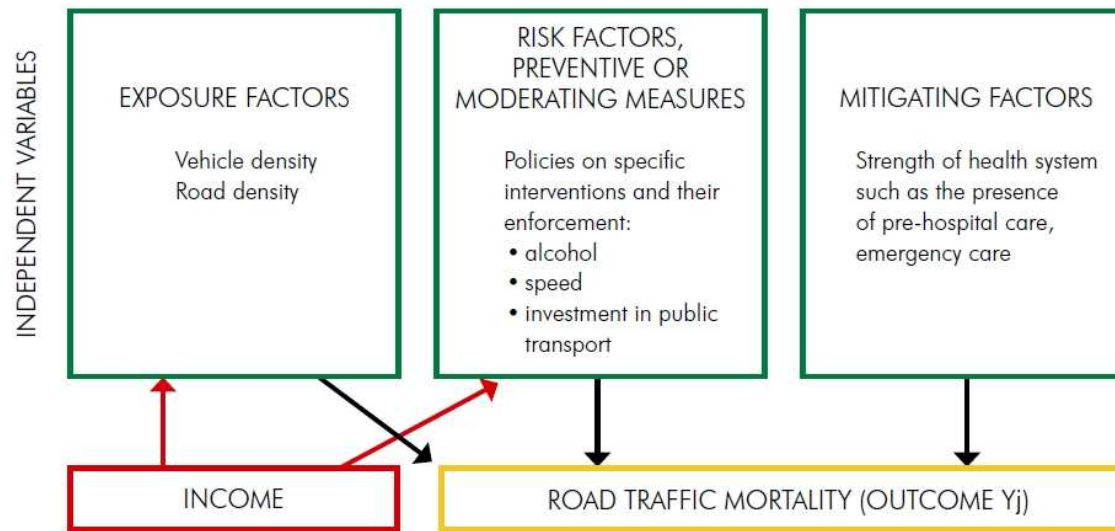 INDEPENDENT VARIABLES
EXPOSURE FACTORS
Vehicle density
Road density
RISK FACTORS,
PREVENTIVE OR
MODERATING MEASURES
Policies on specific
interventions and their
enforcement:
• alcohol
• speed
• investment in public
transport
MITIGATING FACTORS
Strength of health system
such as the presence
of pre-hospital care,
emergency care
INCOME
ROAD TRAFFIC MORTALITY (OUTCOME Yj)